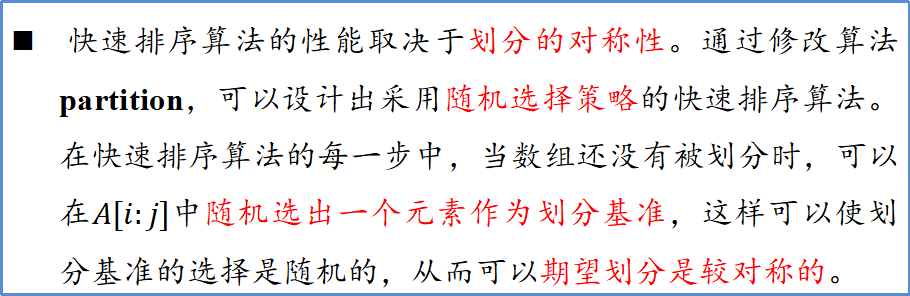 ■ 快速排序算法的性能取决于划分的对称性。通过修改算法
partition，可以设计出采用随机选择策略的快速排序算法。
在快速排序算法的每一步中，当数组还没有被划分时，可以
在A[i:j]中随机选出一个元素作为划分基准，这样可以使划
分基准的选择是随机的，从而可以期望划分是较对称的。